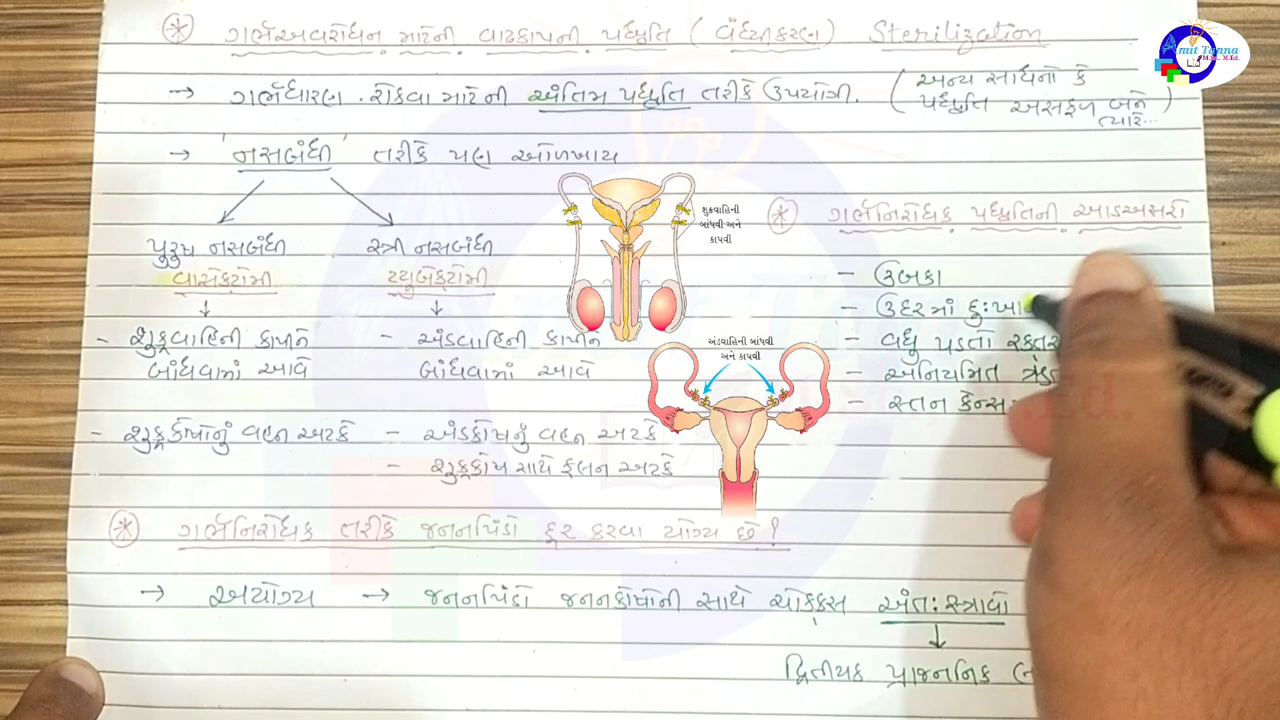 ગર્ભઅવરોધન માટેની વાઢકાપની પદ્ધતિ (વંધ્યીકરણ) Sterilization
→ ગર્ભધારણ રોકવા માટેની અંતિમ પદ્ધતિ તરીકે ઉપયોગી. (અન્ય સાધનો કે પદ્ધતિ અસફળ બને ત્યારે...)
→ 'નસબંધી' તરીકે પણ ઓળખાય
પુરુષ નસબંધી
વાસેક્ટોમી
સ્ત્રી નસબંધી
ટ્યુબેક્ટોમી
- શુક્રવાહિની કાપીને
બાંધવામાં આવે
- શુક્રકોષોનું વહન અટકે
- અંડવાહિની કાપીને
બાંધવામાં આવે
- અંડકોષનું વહન અટકે
- શુક્રકોષ સાથે ફલન અટકે
શુક્રવાહિની
બાંધવી અને
કાપવી
અંડવાહિની બાંધવી
અને કાપવી
ગર્ભનિરોધક પદ્ધતિની આડઅસરો
- ઉબકા
- ઉદરમાં દુઃખા
- વધુ પડતો
- અનિયમિત
- સ્તન કેન્સ
ગર્ભનિરોધક તરીકે જનનપિંડો દૂર કરવા યોગ્ય છે?
→ અયોગ્ય → જનનપિંડો જનનકોષોની સાથે ચોક્કસ અંતઃસ્ત્રાવો
દ્વિતીયક પ્રાજનનિક
Amit Tanna
M.Sc., M.Ed.